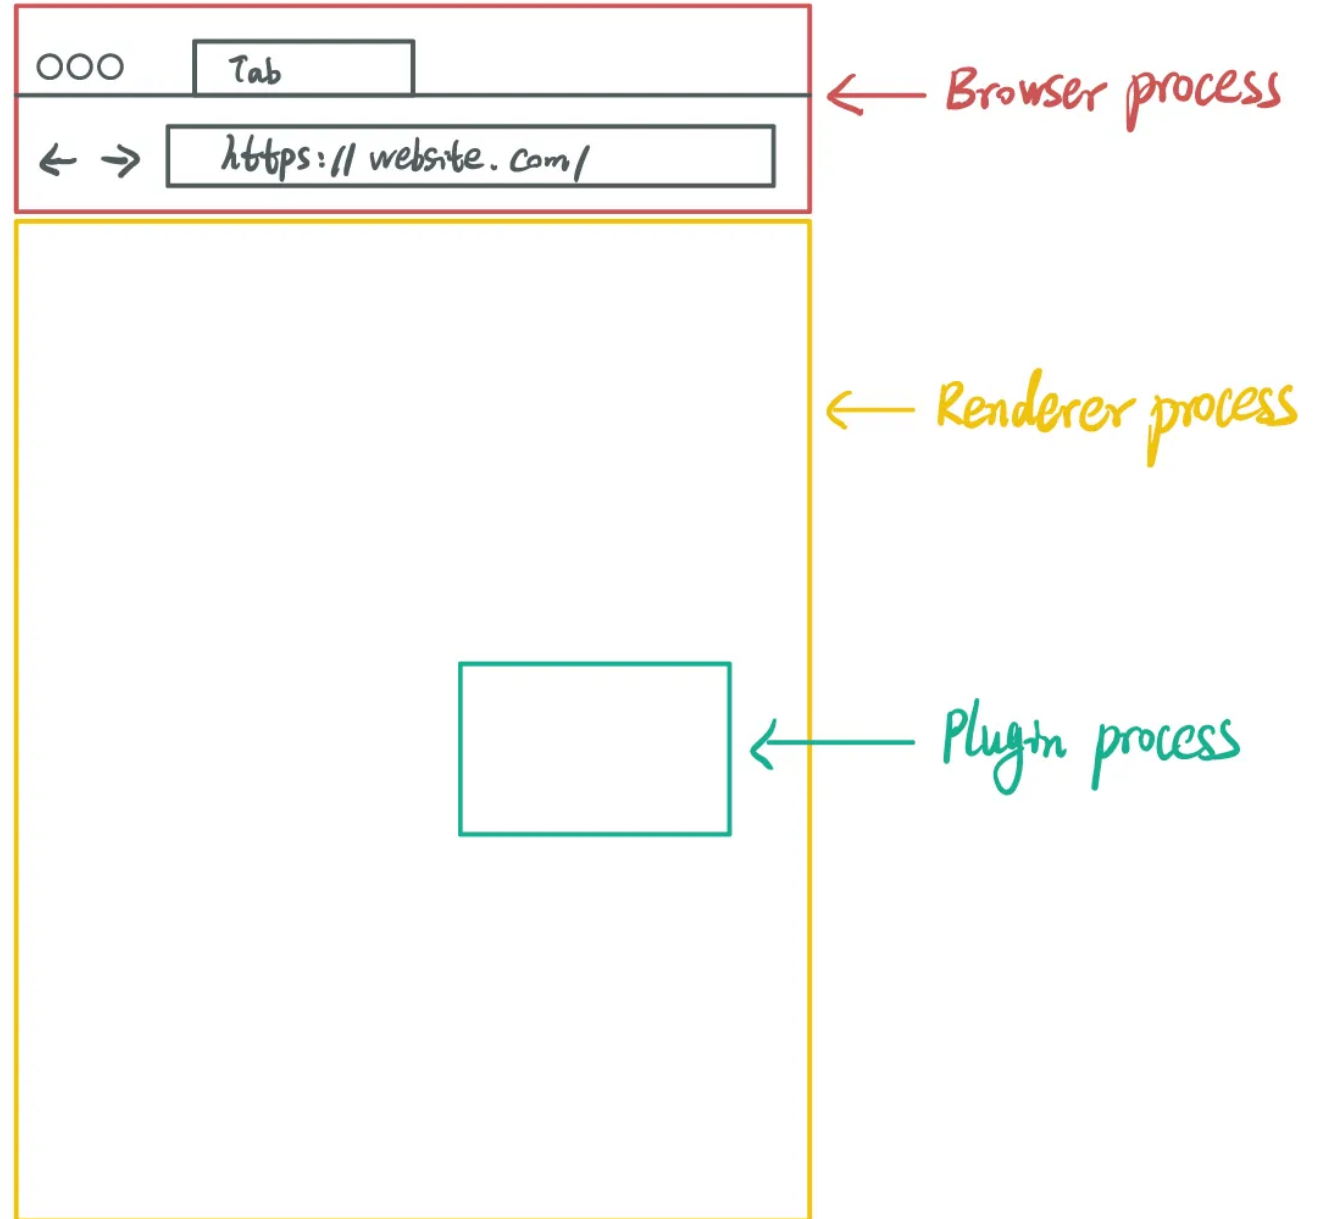 Tab
https://website.com/
Browser process
Renderer process
Plugin process